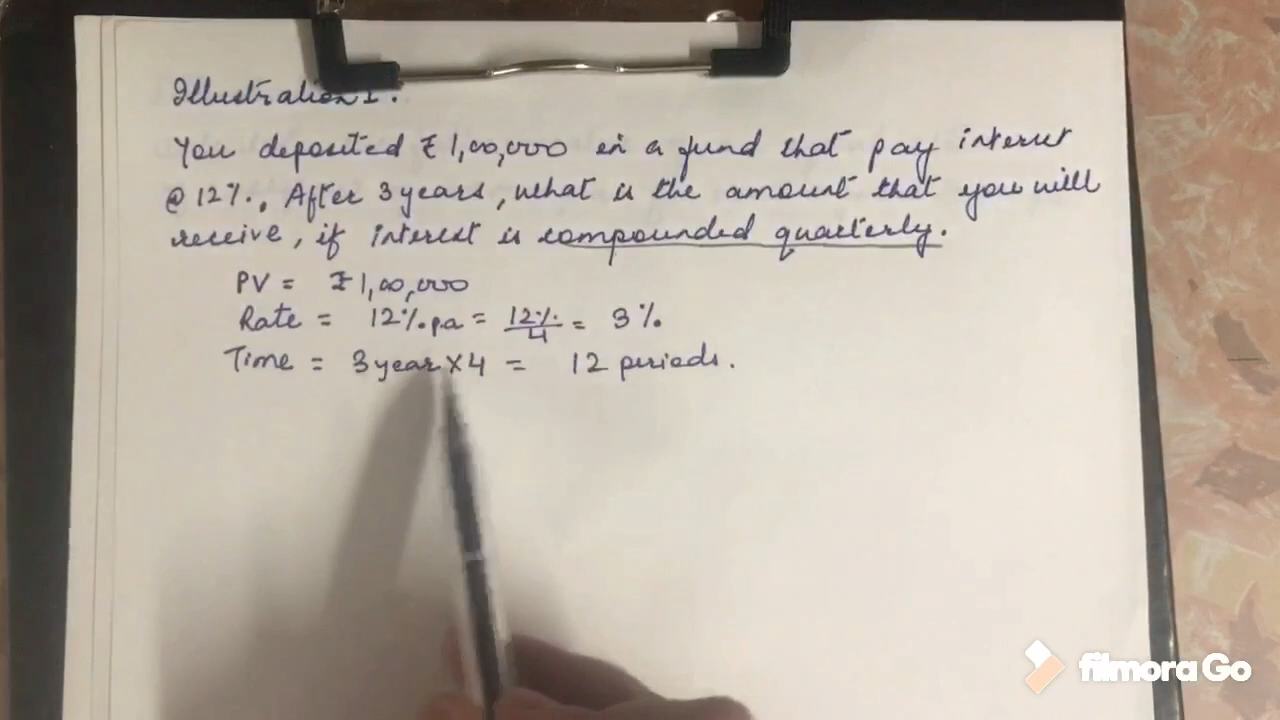 Illustration 1.
You deposited ₹1,00,000 in a fund that pay interest
@ 12%. After 3 years, what is the amount that you will
receive, if interest is compounded quarterly.
PV = ₹1,00,000
Rate = 12% pa = 12%/4 = 3%
Time = 3 year × 4 = 12 periods.
filmora Go